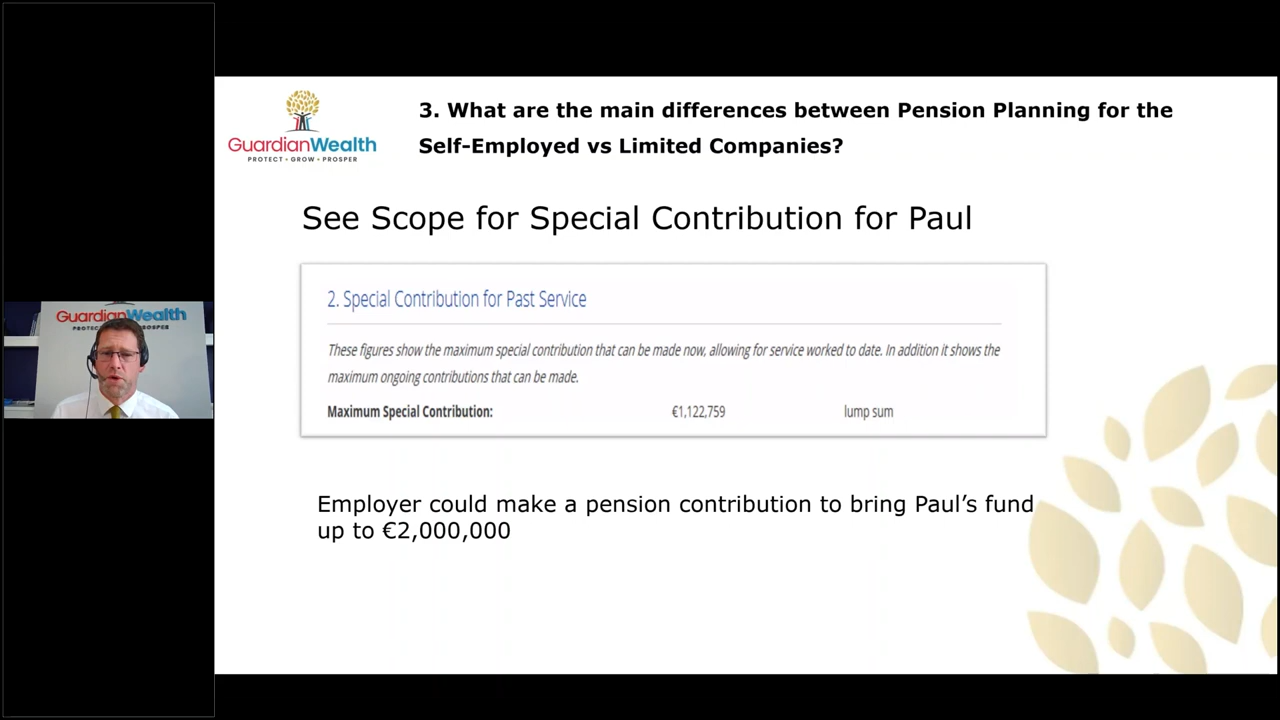 GuardianWealth
PROTECT • GROW • PROSPER
3. What are the main differences between Pension Planning for the
Self-Employed vs Limited Companies?
See Scope for Special Contribution for Paul
2. Special Contribution for Past Service
These figures show the maximum special contribution that can be made now, allowing for service worked to date. In addition it shows the
maximum ongoing contributions that can be made.
Maximum Special Contribution: €1,122,759 lump sum
GuardianWealth
Employer could make a pension contribution to bring Paul’s fund
up to €2,000,000